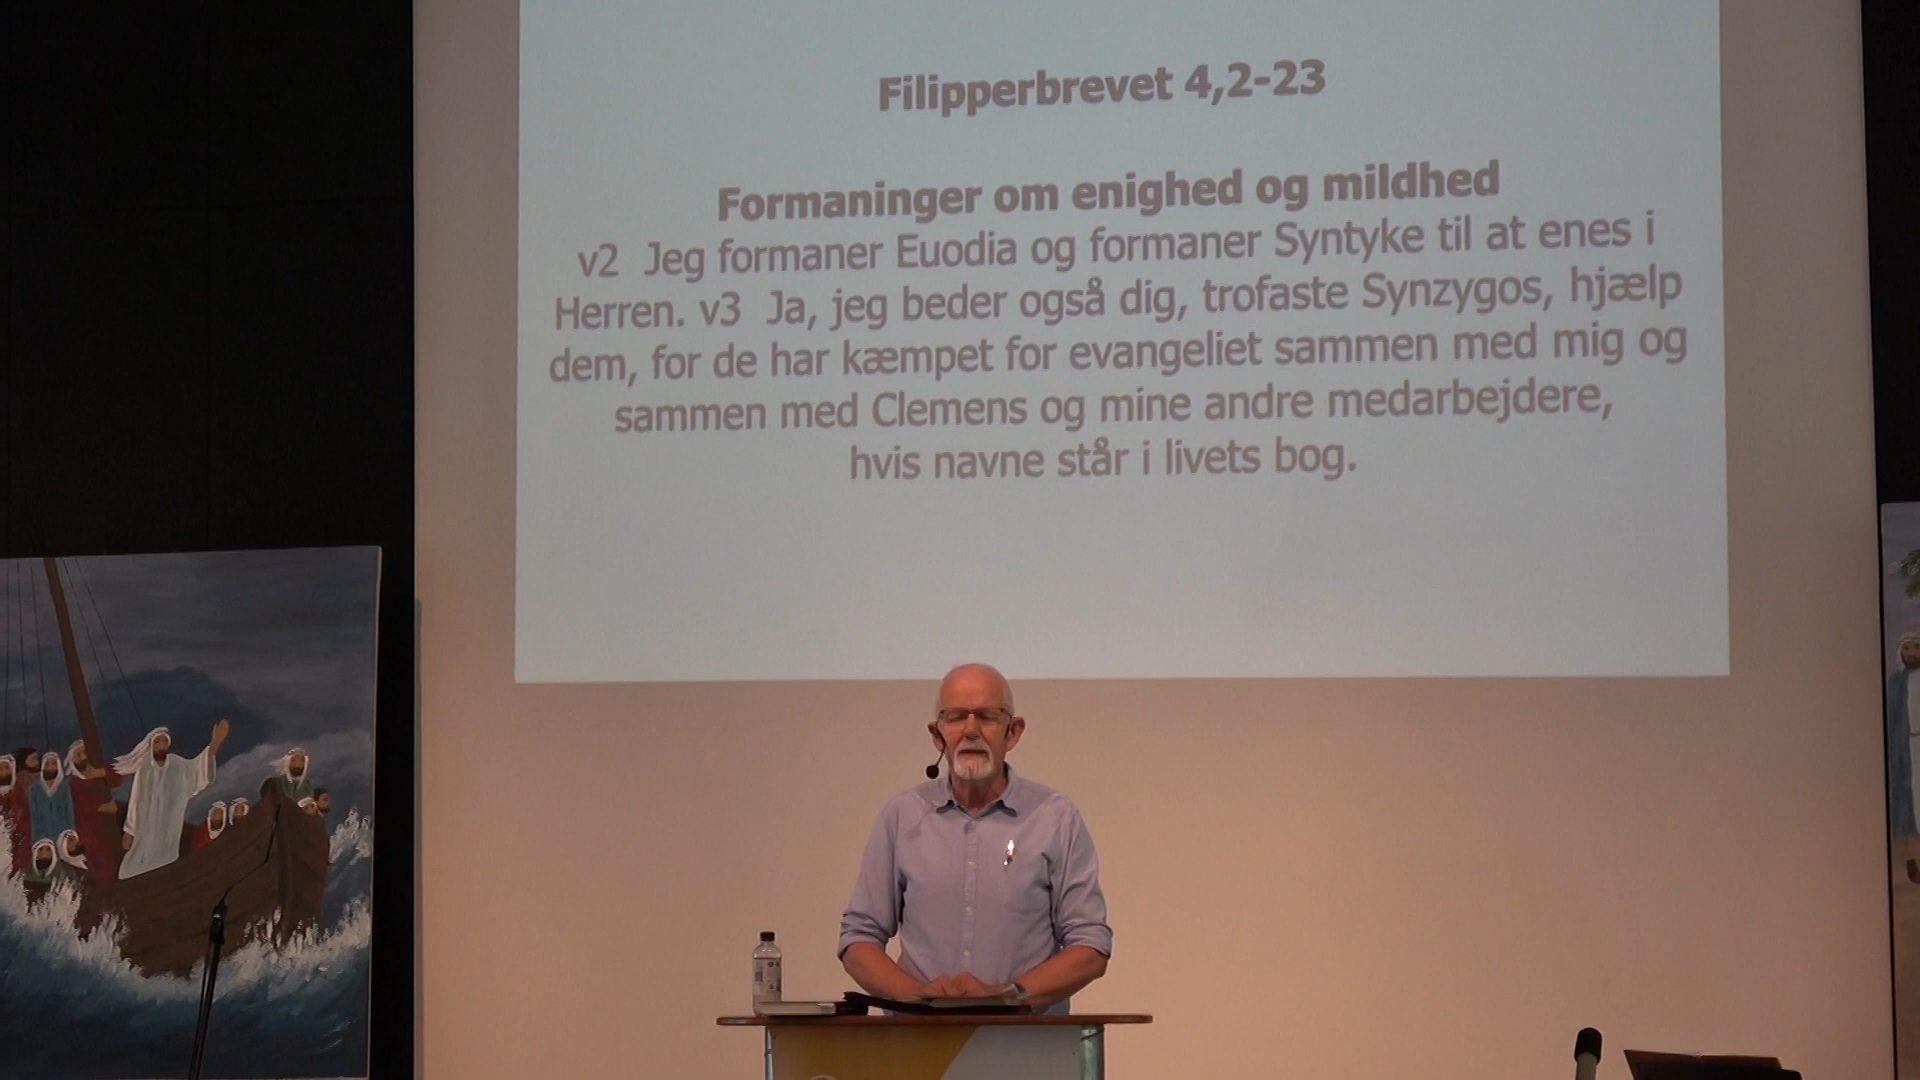 Filipperbrevet 4,2-23
Formaninger om enighed og mildhed
v2 Jeg formaner Euodia og formaner Syntyke til at enes i
Herren. v3 Ja, jeg beder også dig, trofaste Synzygos, hjælp
dem, for de har kæmpet for evangeliet sammen med mig og
sammen med Clemens og mine andre medarbejdere,
hvis navne står i livets bog.